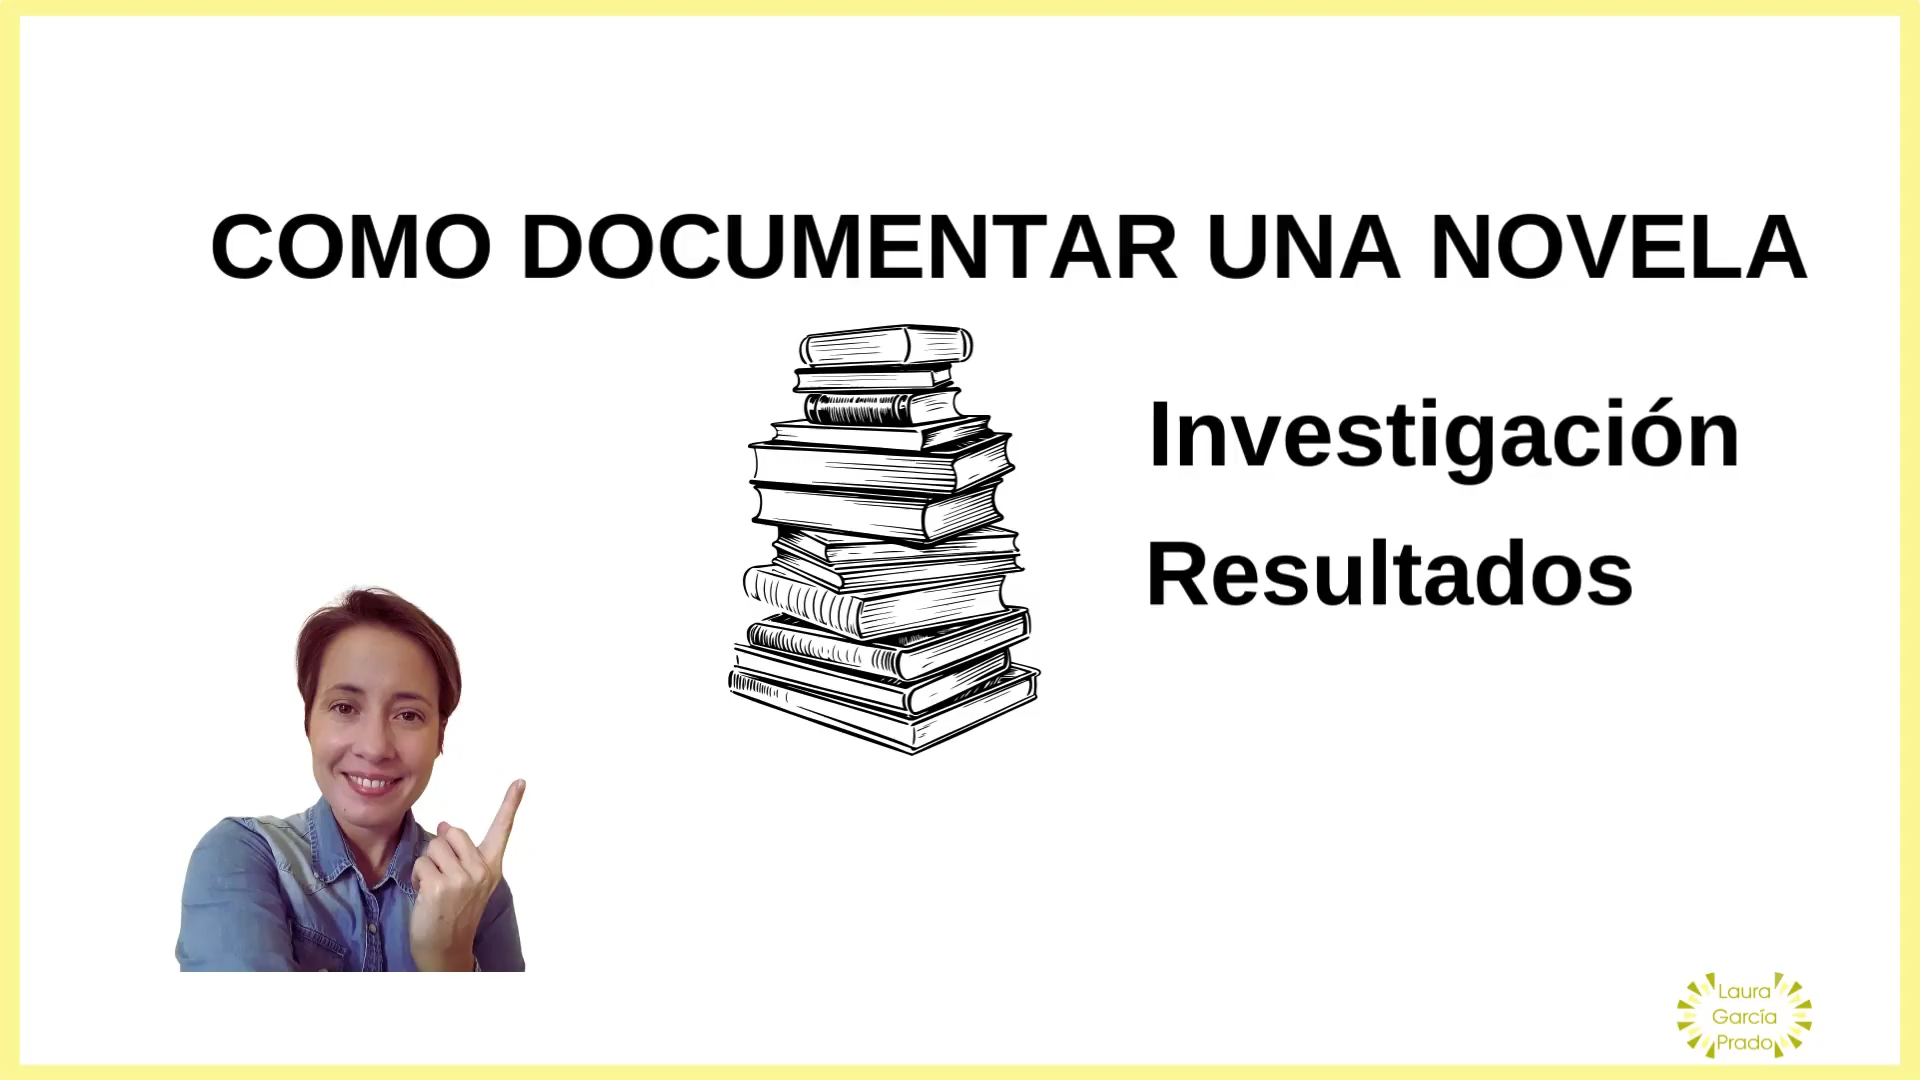 COMO DOCUMENTAR UNA NOVELA
Investigación
Resultados
Laura
García
Prado